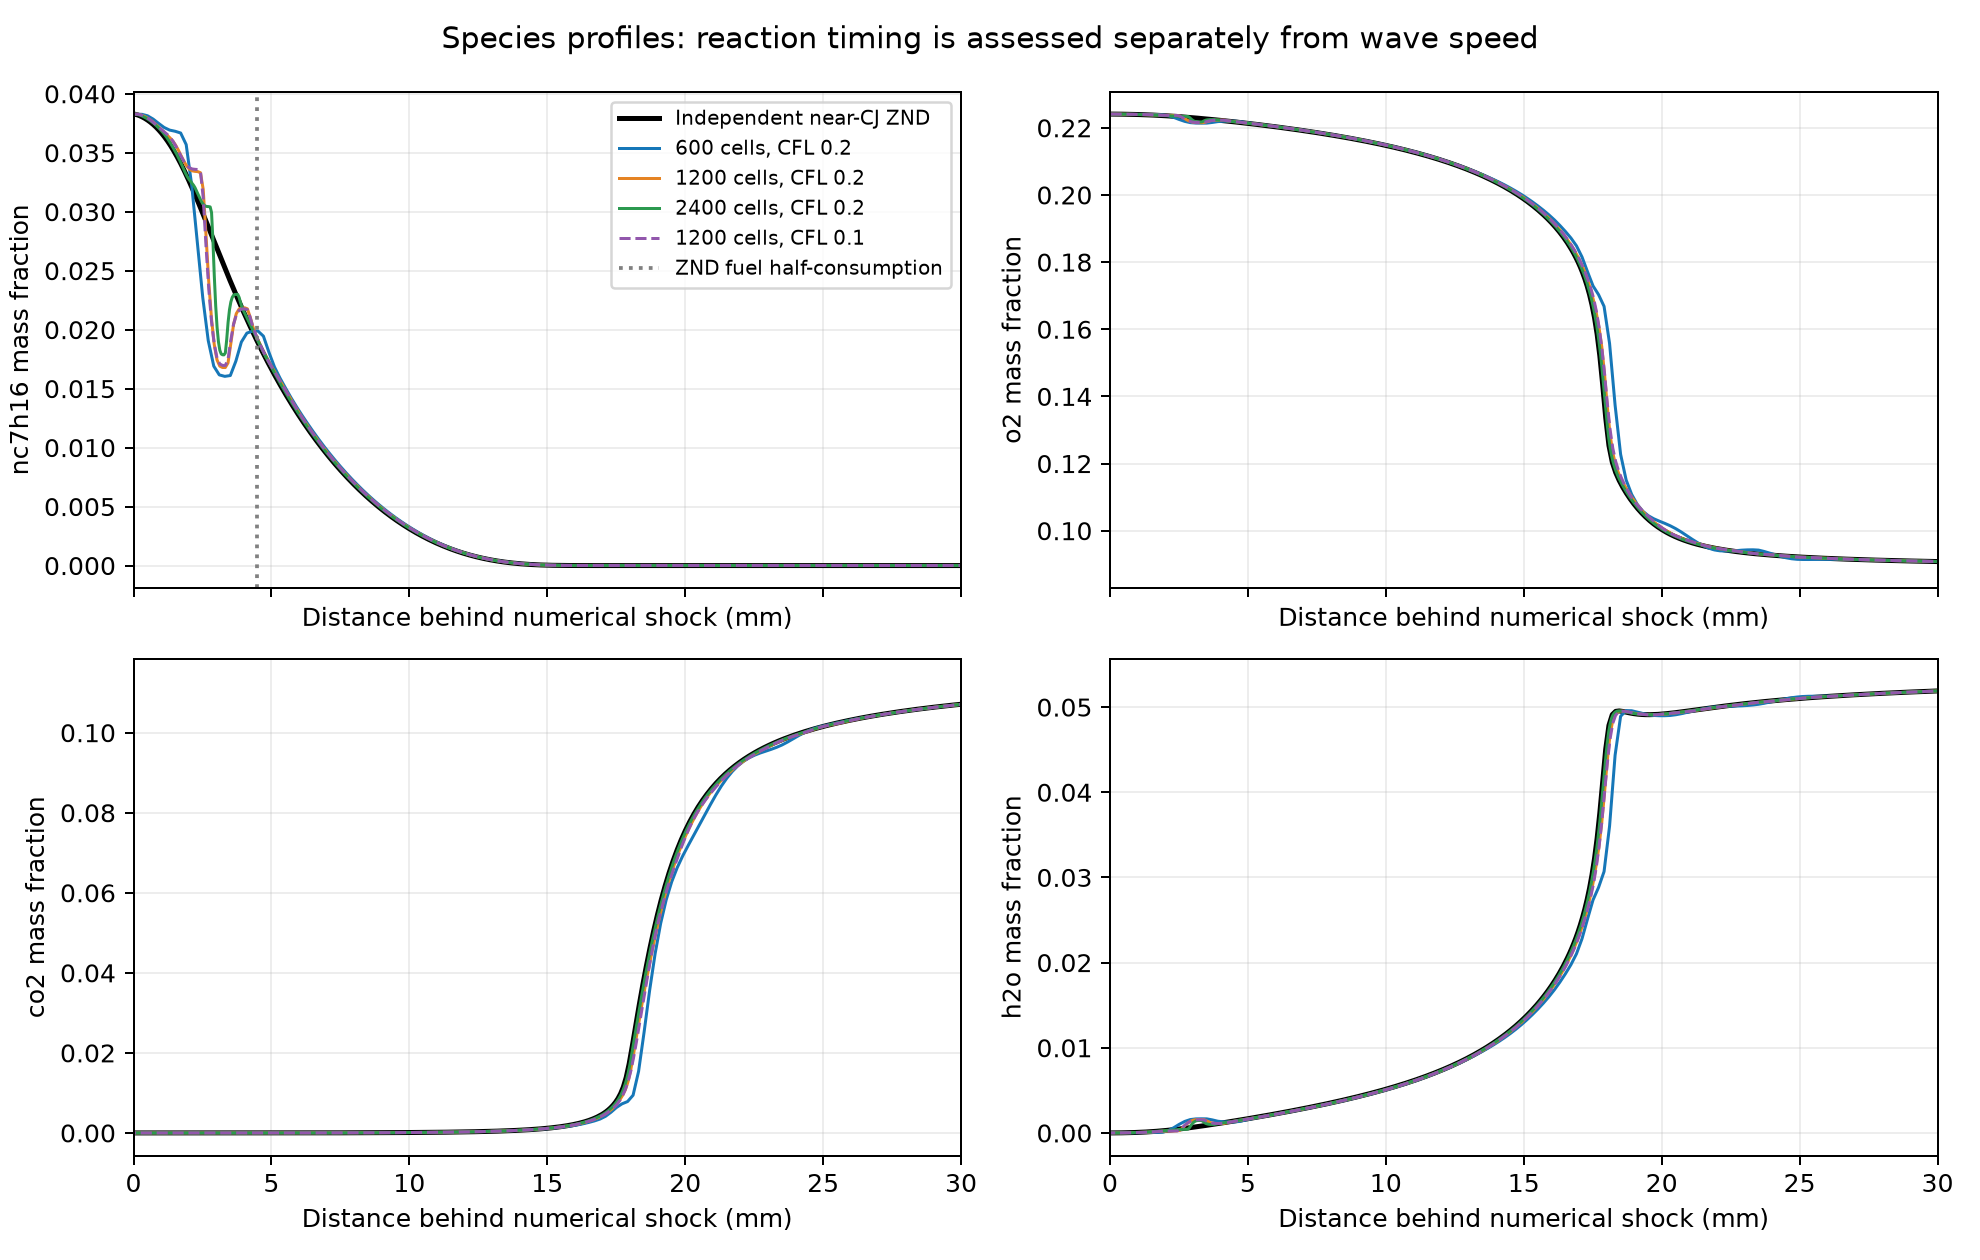 Species profiles: reaction timing is assessed separately from wave speed
0.040
0.035
0.030
0.025
0.020
0.015
0.010
0.005
0.000
nc7h16 mass fraction
Independent near-CJ ZND
600 cells, CFL 0.2
1200 cells, CFL 0.2
2400 cells, CFL 0.2
1200 cells, CFL 0.1
ZND fuel half-consumption
Distance behind numerical shock (mm)
0.22
0.20
0.18
0.16
0.14
0.12
0.10
o2 mass fraction
Distance behind numerical shock (mm)
0.10
0.08
0.06
0.04
0.02
0.00
co2 mass fraction
0 5 10 15 20 25 30
Distance behind numerical shock (mm)
0.05
0.04
0.03
0.02
0.01
0.00
h2o mass fraction
0 5 10 15 20 25 30
Distance behind numerical shock (mm)